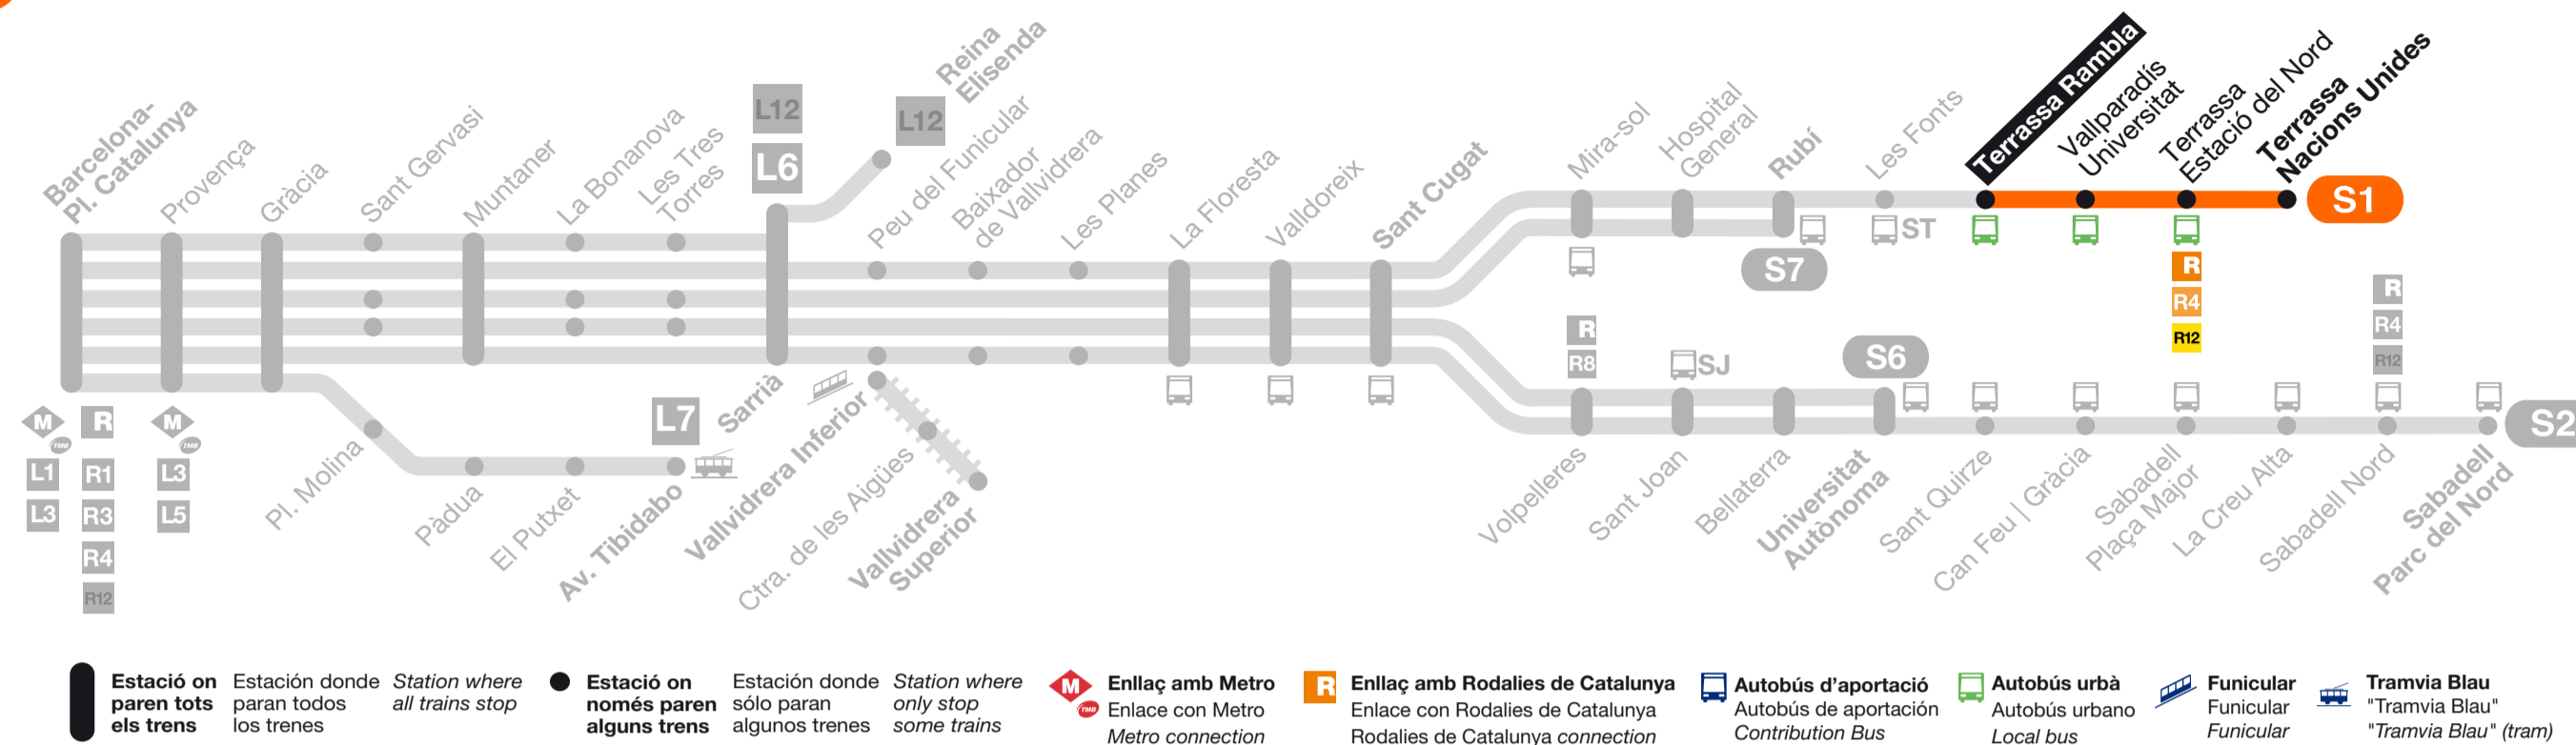 Barcelona-
Pl. Catalunya
Provença
Gràcia
Sant Gervasi
Muntaner
La Bonanova
Les Tres
Torres
L12
L6
L12
Reina
Elisenda
Peu del Funicular
Baixador
de Vallvidrera
Les Planes
La Floresta
Valldoreix
Sant Cugat
Mira-sol
Hospital
General
Rubí
Les Fonts
Terrassa Rambla
Vallparadís
Universitat
Terrassa
Estació del Nord
Terrassa
Nacions Unides
S1
ST
S7
R
R4
R12
R
R4
R12
R
R8
SJ
S6
S2
M
TMB
L1
L3
R
R1
R3
R4
R12
M
TMB
L3
L5
Pl. Molina
Pàdua
El Putxet
L7
Av. Tibidabo
Sarrià
Vallvidrera Inferior
Ctra. de les Aigües
Vallvidrera
Superior
Volpelleres
Sant Joan
Bellaterra
Universitat
Autònoma
Sant Quirze
Can Feu | Gràcia
Sabadell
Plaça Major
La Creu Alta
Sabadell Nord
Sabadell
Parc del Nord
Estació on
paren tots
els trens
Estación donde
paran todos
los trenes
Station where
all trains stop
Estació on
només paren
alguns trens
Estación donde
sólo paran
algunos trenes
Station where
only stop
some trains
M
TMB
Enllaç amb Metro
Enlace con Metro
Metro connection
R
Enllaç amb Rodalies de Catalunya
Enlace con Rodalies de Catalunya
Rodalies de Catalunya connection
Autobús d'aportació
Autobús de aportación
Contribution Bus
Autobús urbà
Autobús urbano
Local bus
Funicular
Funicular
Funicular
Tramvia Blau
"Tramvia Blau"
"Tramvia Blau" (tram)